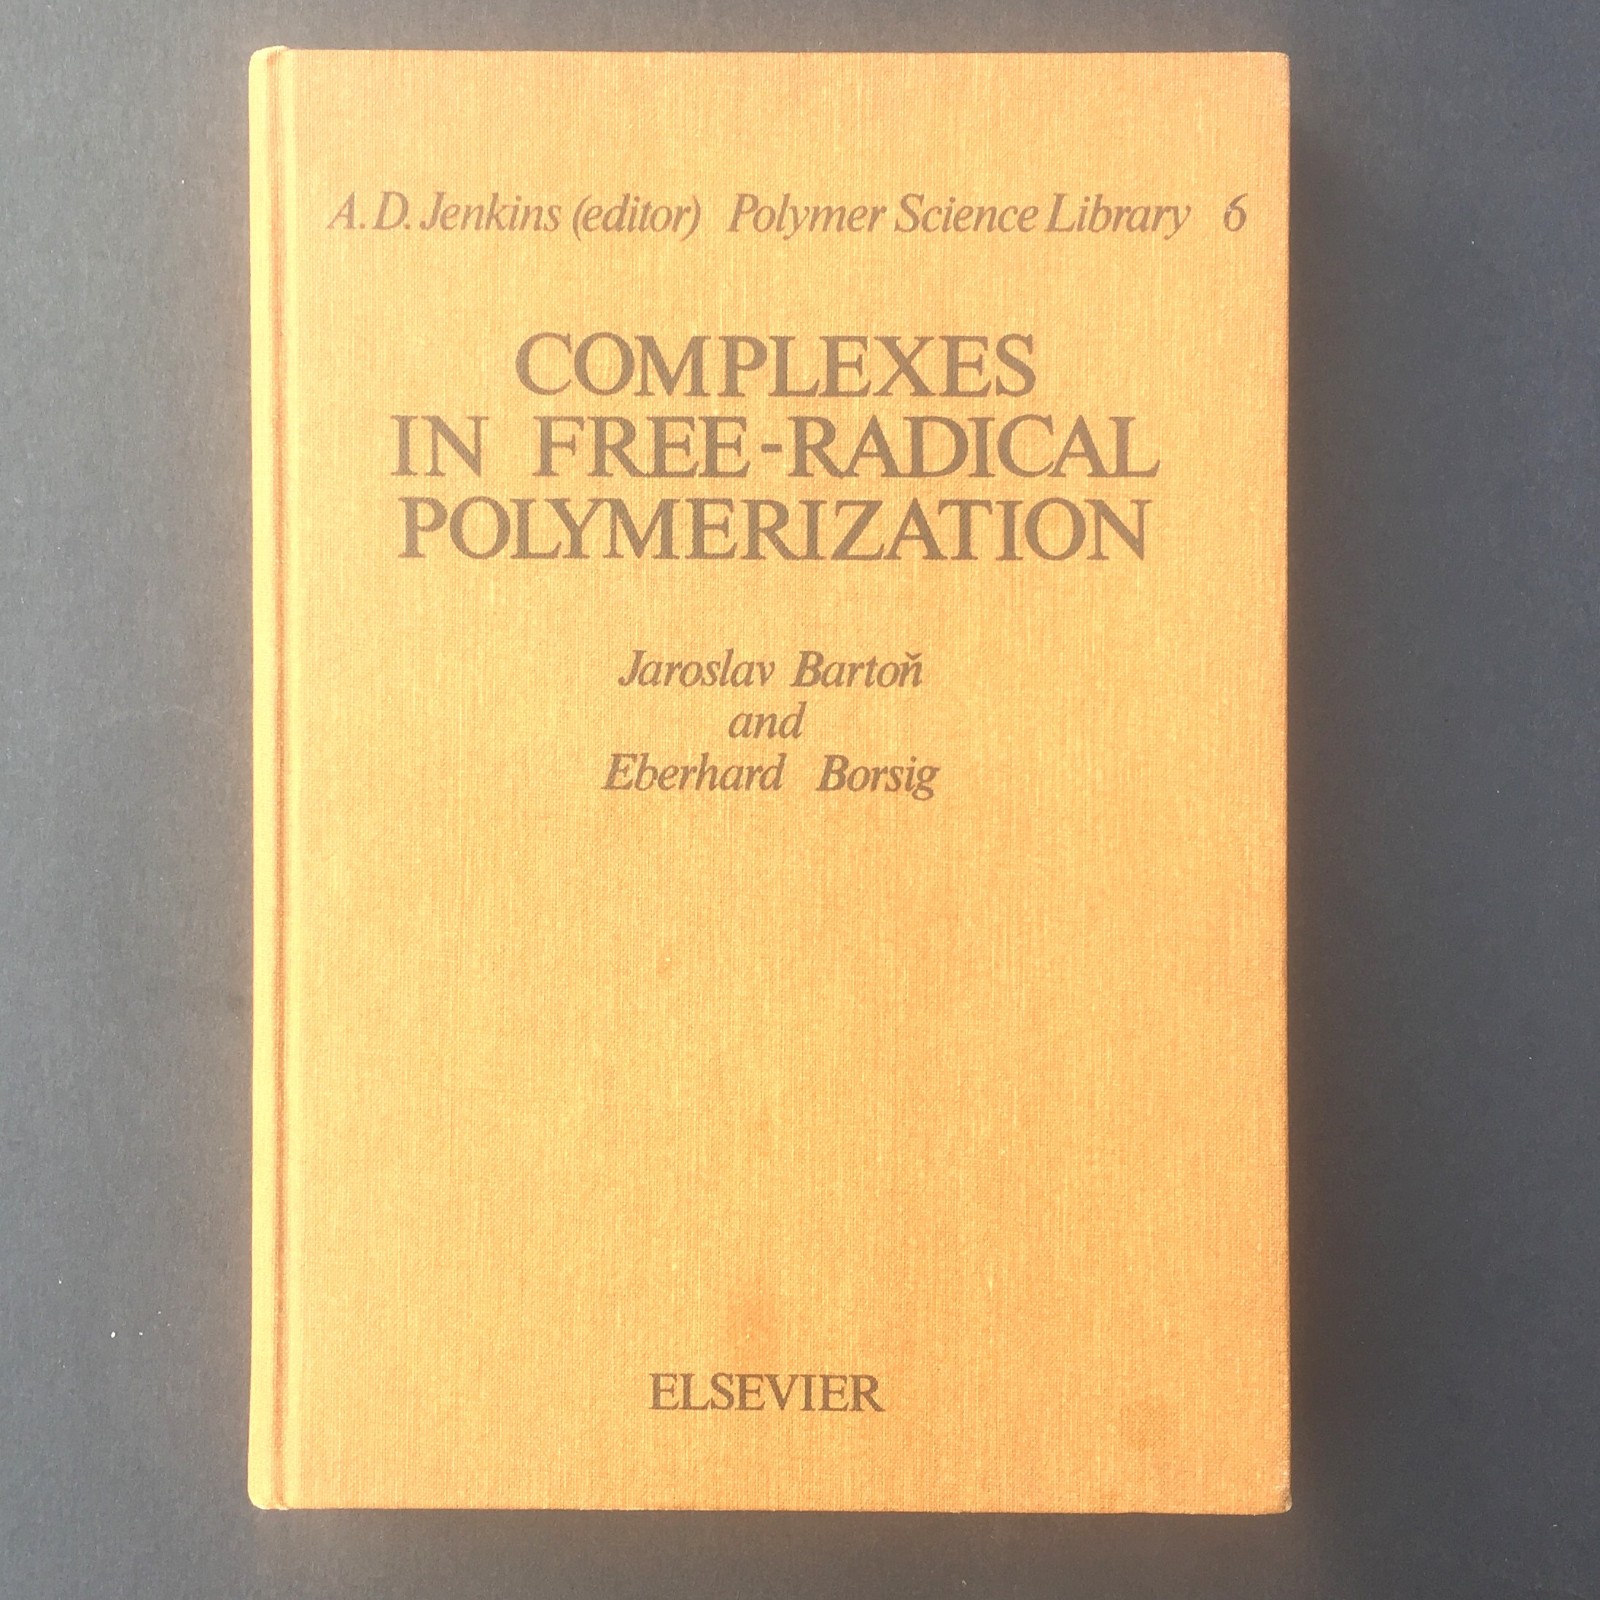 A.D. Jenkins (editor) Polymer Science Library 6
COMPLEXES
IN FREE-RADICAL
POLYMERIZATION
Jaroslav Bartoň
and
Eberhard Borsig
ELSEVIER